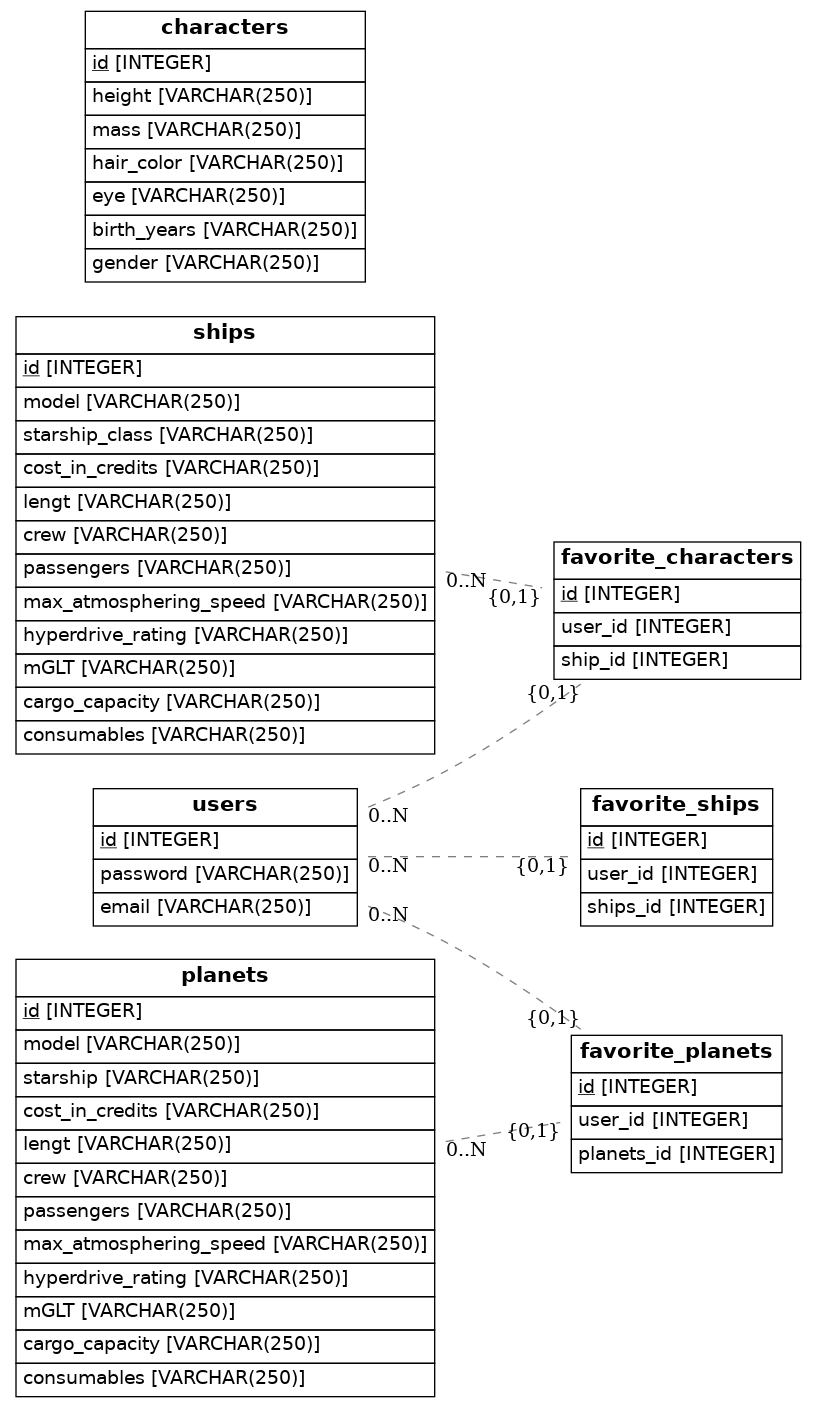 characters
id [INTEGER]
height [VARCHAR(250)]
mass [VARCHAR(250)]
hair_color [VARCHAR(250)]
eye [VARCHAR(250)]
birth_years [VARCHAR(250)]
gender [VARCHAR(250)]
ships
id [INTEGER]
model [VARCHAR(250)]
starship_class [VARCHAR(250)]
cost_in_credits [VARCHAR(250)]
lengt [VARCHAR(250)]
crew [VARCHAR(250)]
passengers [VARCHAR(250)]
max_atmosphering_speed [VARCHAR(250)]
hyperdrive_rating [VARCHAR(250)]
mGLT [VARCHAR(250)]
cargo_capacity [VARCHAR(250)]
consumables [VARCHAR(250)]
0..N
{0,1}
favorite_characters
id [INTEGER]
user_id [INTEGER]
ship_id [INTEGER]
{0,1}
0..N
users
id [INTEGER]
password [VARCHAR(250)]
email [VARCHAR(250)]
0..N
{0,1}
favorite_ships
id [INTEGER]
user_id [INTEGER]
ships_id [INTEGER]
0..N
{0,1}
planets
id [INTEGER]
model [VARCHAR(250)]
starship [VARCHAR(250)]
cost_in_credits [VARCHAR(250)]
lengt [VARCHAR(250)]
crew [VARCHAR(250)]
passengers [VARCHAR(250)]
max_atmosphering_speed [VARCHAR(250)]
hyperdrive_rating [VARCHAR(250)]
mGLT [VARCHAR(250)]
cargo_capacity [VARCHAR(250)]
consumables [VARCHAR(250)]
0..N
{0,1}
favorite_planets
id [INTEGER]
user_id [INTEGER]
planets_id [INTEGER]